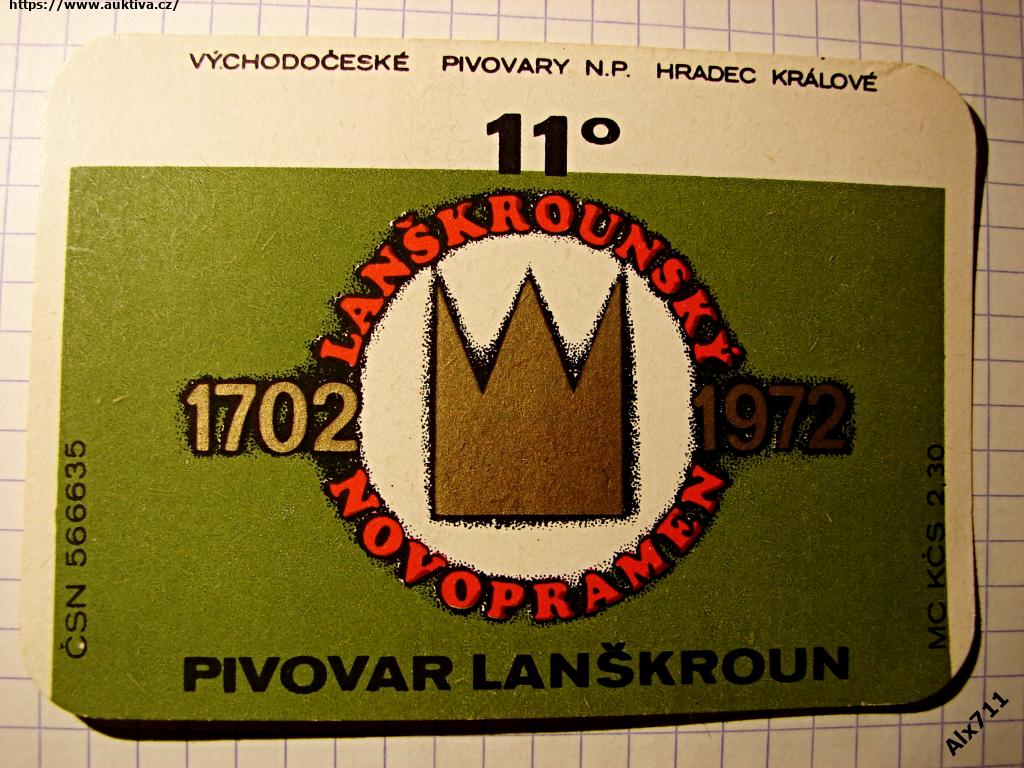 https://www.auktiva.cz/
VÝCHODOČESKÉ PIVOVARY N.P. HRADEC KRÁLOVÉ
11°
LANŠKROUNSKÝ
1702 1972
NOVOPRAMEN
ČSN 566635
MC KČS 2,30
PIVOVAR LANŠKROUN
Alx711